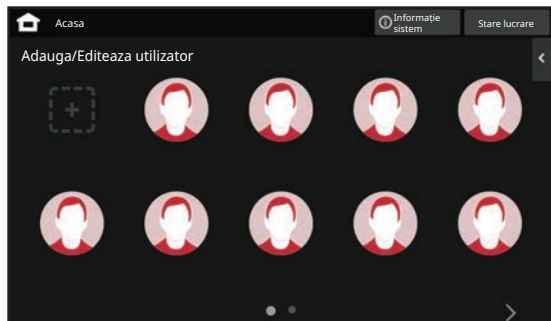 Acasa
Informație
sistem
Stare lucrare
Adauga/Editeaza utilizator